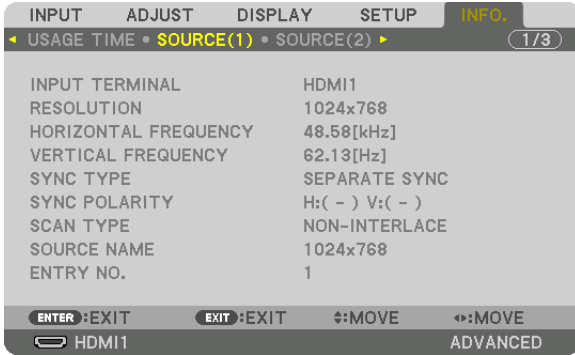 INPUT ADJUST DISPLAY SETUP INFO.
◄ USAGE TIME • SOURCE(1) • SOURCE(2) ► 1/3
INPUT TERMINAL HDMI1
RESOLUTION 1024x768
HORIZONTAL FREQUENCY 48.58[kHz]
VERTICAL FREQUENCY 62.13[Hz]
SYNC TYPE SEPARATE SYNC
SYNC POLARITY H:( - ) V:( - )
SCAN TYPE NON-INTERLACE
SOURCE NAME 1024x768
ENTRY NO. 1
ENTER :EXIT EXIT :EXIT ♦:MOVE ◄►:MOVE
HDMI1 ADVANCED